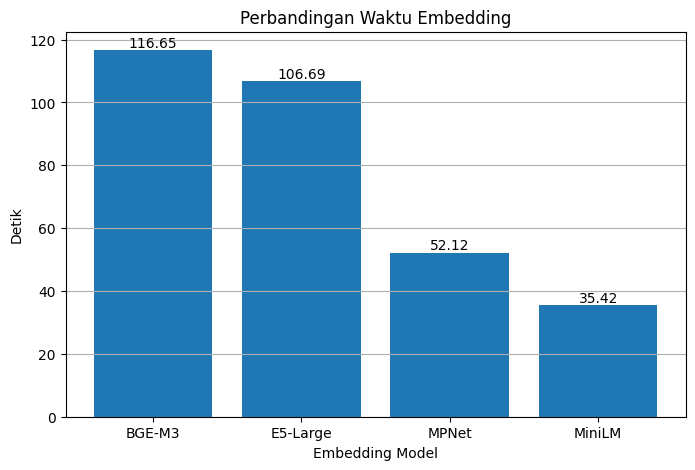 Perbandingan Waktu Embedding
120
100
80
60
40
20
0
Detik
116.65
106.69
52.12
35.42
BGE-M3 E5-Large MPNet MiniLM
Embedding Model